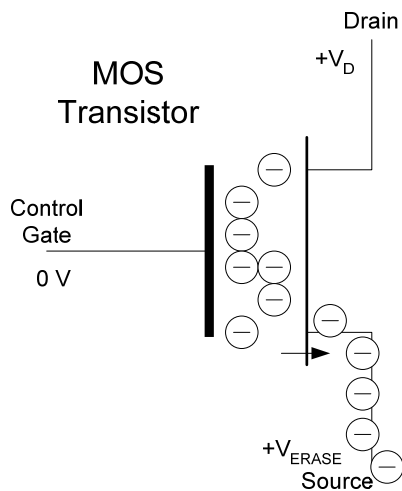 Drain
+V_D
MOS
Transistor
Control
Gate
0 V
+V_ERASE
Source